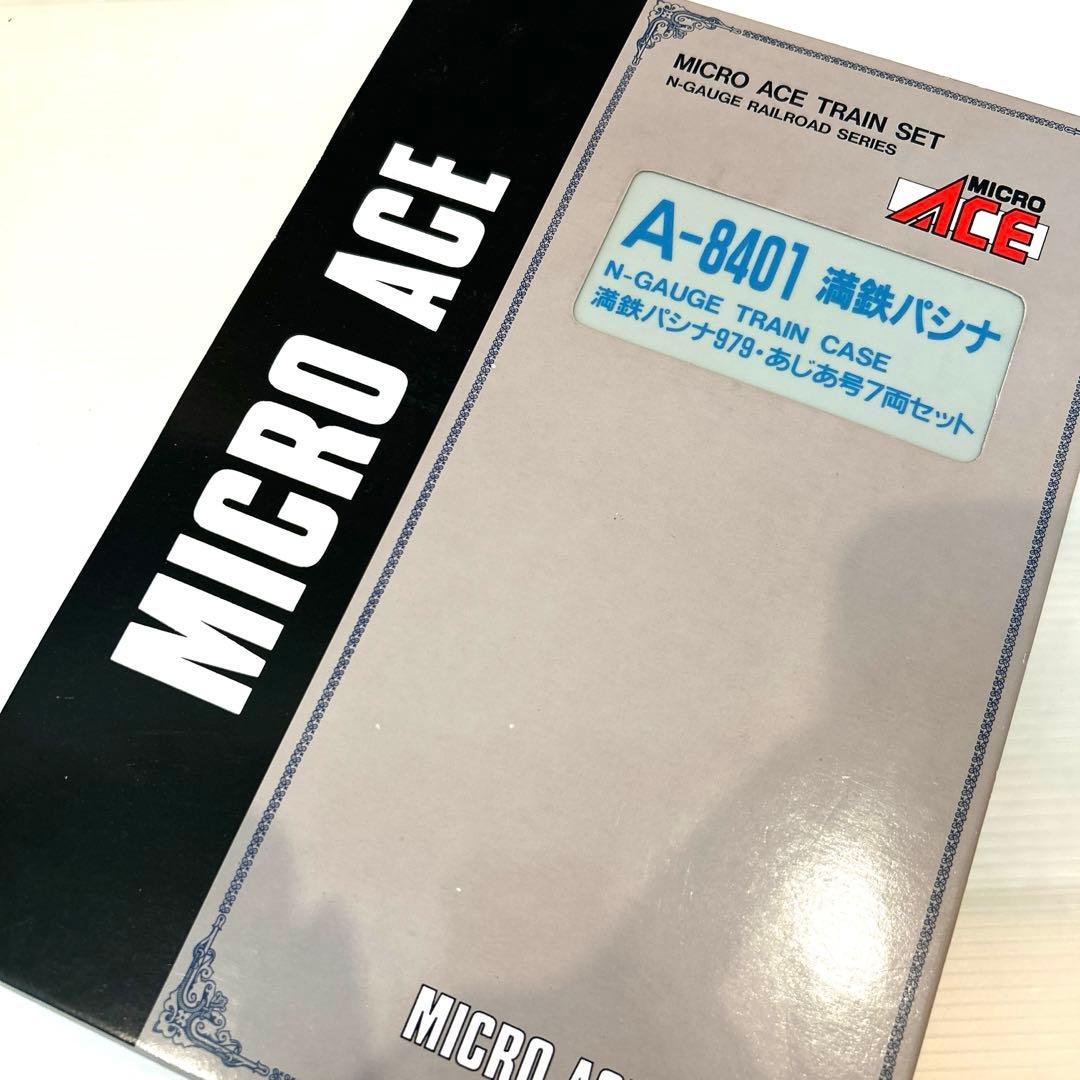 MICRO ACE
MICRO ACE TRAIN SET
N-GAUGE RAILROAD SERIES
MICRO
ACE
A-8401 満鉄パシナ
N-GAUGE TRAIN CASE
満鉄パシナ979・あじあ号7両セット
MICRO AC